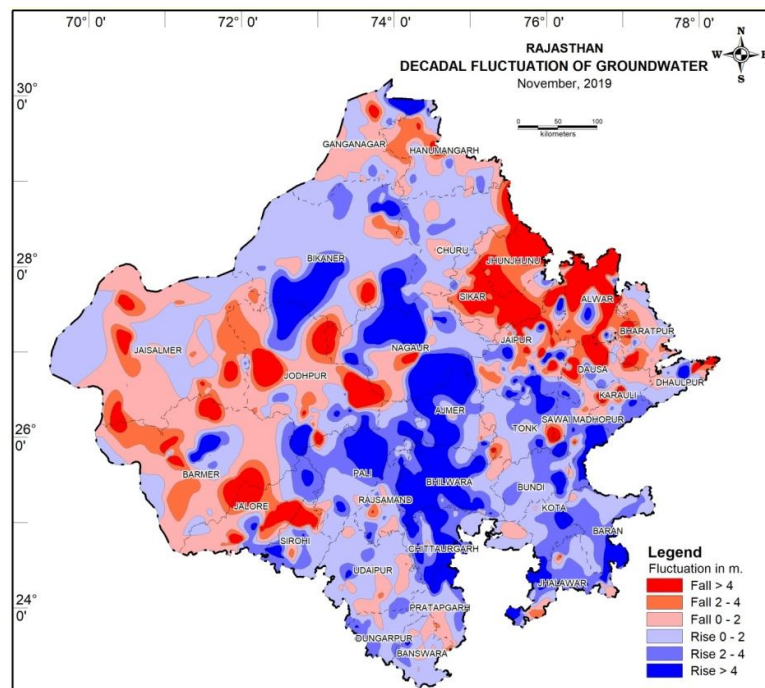 70° 0' 72° 0' 74° 0' 76° 0' 78° 0'
RAJASTHAN
DECADAL FLUCTUATION OF GROUNDWATER
November, 2019
N
W E
S
0 50 100
kilometers
30° 0'
28° 0'
26° 0'
24° 0'
GANGANAGAR
HANUMANGARH
CHURU
BIKANER
JHUNJHUNU
SIKAR
ALWAR
BHARATPUR
JAIPUR
NAGAUR
JAISALMER
JODHPUR
DAUSA
DHAULPUR
KARAULI
AJMER
SAWAI MADHOPUR
TONK
BARMER
PALI
BHILWARA
BUNDI
RAJSAMAND
JALORE
KOTA
BARAN
SIROHI
CHITTAURGARH
UDAIPUR
JHALAWAR
PRATAPGARH
DUNGARPUR
BANSWARA
Legend
Fluctuation in m.
Fall > 4
Fall 2 - 4
Fall 0 - 2
Rise 0 - 2
Rise 2 - 4
Rise > 4